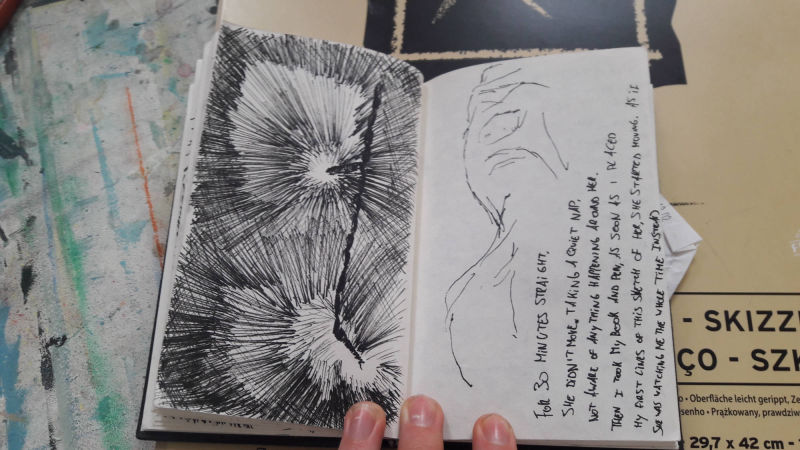 FOR 30 MINUTES STRAIGHT,
SHE DIDN'T MOVE. TAKING A QUIET NAP,
NOT AWARE OF ANYTHING HAPPENING AROUND HER.
THEN I TOOK MY BOOK AND PEN, AS SOON AS I PLACED
MY FIRST LINES OF THIS SKETCH OF HER, SHE STARTED MOVING. AS IF
SHE WAS WATCHING ME THE WHOLE TIME INSTEAD
- SKIZZ
ÇO - SZK
• Oberfläche leicht gerippt, Ze
• Prążkowany, prawdziw
29,7 x 42 cm -